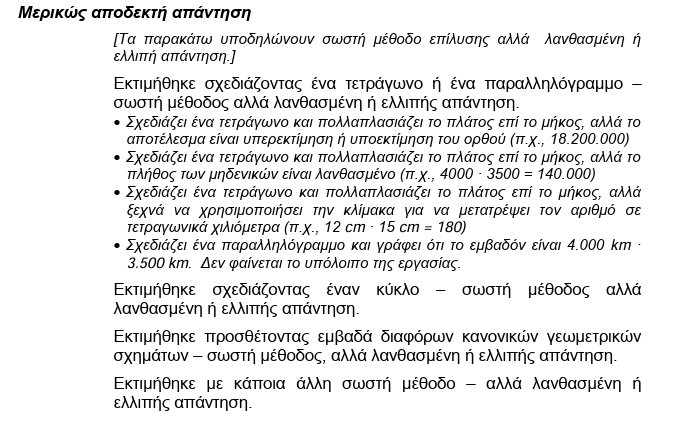 Μερικώς αποδεκτή απάντηση
[Τα παρακάτω υποδηλώνουν σωστή μέθοδο επίλυσης αλλά λανθασμένη ή
ελλιπή απάντηση.]
Εκτιμήθηκε σχεδιάζοντας ένα τετράγωνο ή ένα παραλληλόγραμμο –
σωστή μέθοδος αλλά λανθασμένη ή ελλιπής απάντηση.
• Σχεδιάζει ένα τετράγωνο και πολλαπλασιάζει το πλάτος επί το μήκος, αλλά το
αποτέλεσμα είναι υπερεκτίμηση ή υποεκτίμηση του ορθού (π.χ., 18.200.000)
• Σχεδιάζει ένα τετράγωνο και πολλαπλασιάζει το πλάτος επί το μήκος, αλλά το
πλήθος των μηδενικών είναι λανθασμένο (π.χ., 4000 · 3500 = 140.000)
• Σχεδιάζει ένα τετράγωνο και πολλαπλασιάζει το πλάτος επί το μήκος, αλλά
ξεχνά να χρησιμοποιήσει την κλίμακα για να μετατρέψει τον αριθμό σε
τετραγωνικά χιλιόμετρα (π.χ., 12 cm · 15 cm = 180)
• Σχεδιάζει ένα παραλληλόγραμμο και γράφει ότι το εμβαδόν είναι 4.000 km ·
3.500 km. Δεν φαίνεται το υπόλοιπο της εργασίας.
Εκτιμήθηκε σχεδιάζοντας έναν κύκλο – σωστή μέθοδος αλλά
λανθασμένη ή ελλιπής απάντηση.
Εκτιμήθηκε προσθέτοντας εμβαδά διαφόρων κανονικών γεωμετρικών
σχημάτων – σωστή μέθοδος, αλλά λανθασμένη ή ελλιπής απάντηση.
Εκτιμήθηκε με κάποια άλλη σωστή μέθοδο – αλλά λανθασμένη ή
ελλιπής απάντηση.